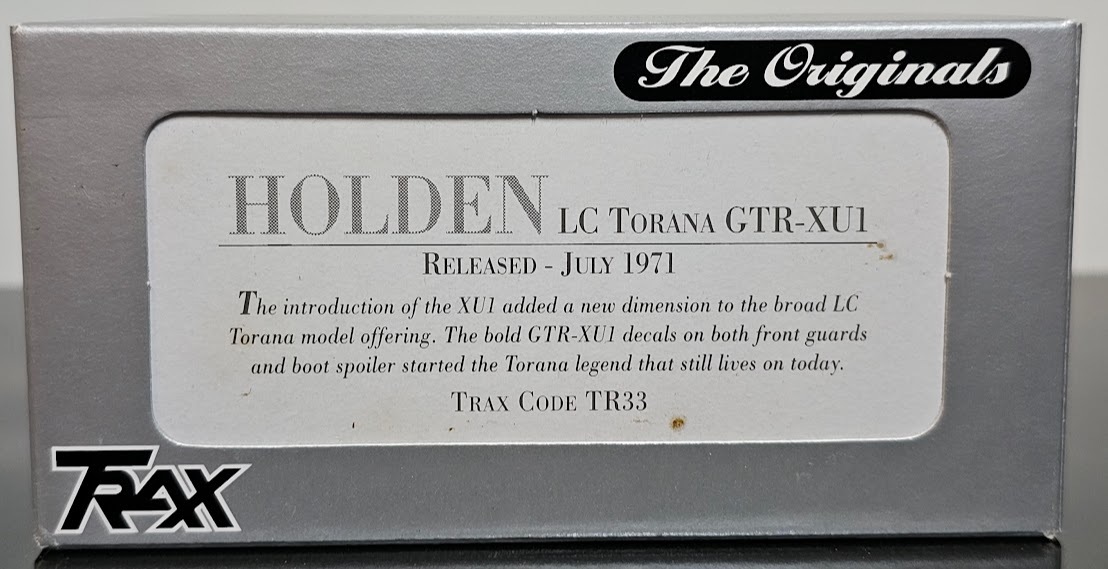 The Originals
HOLDEN LC TORANA GTR-XU1
RELEASED - JULY 1971
The introduction of the XU1 added a new dimension to the broad LC
Torana model offering. The bold GTR-XU1 decals on both front guards
and boot spoiler started the Torana legend that still lives on today.
TRAX CODE TR33
TRAX